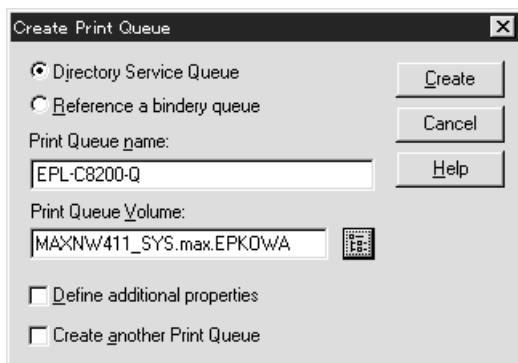 Create Print Queue
Directory Service Queue
Reference a bindery queue
Print Queue name:
EPL-C8200-Q
Print Queue Volume:
MAXNW411_SYS.max.EPKOWA
Define additional properties
Create another Print Queue
Create
Cancel
Help